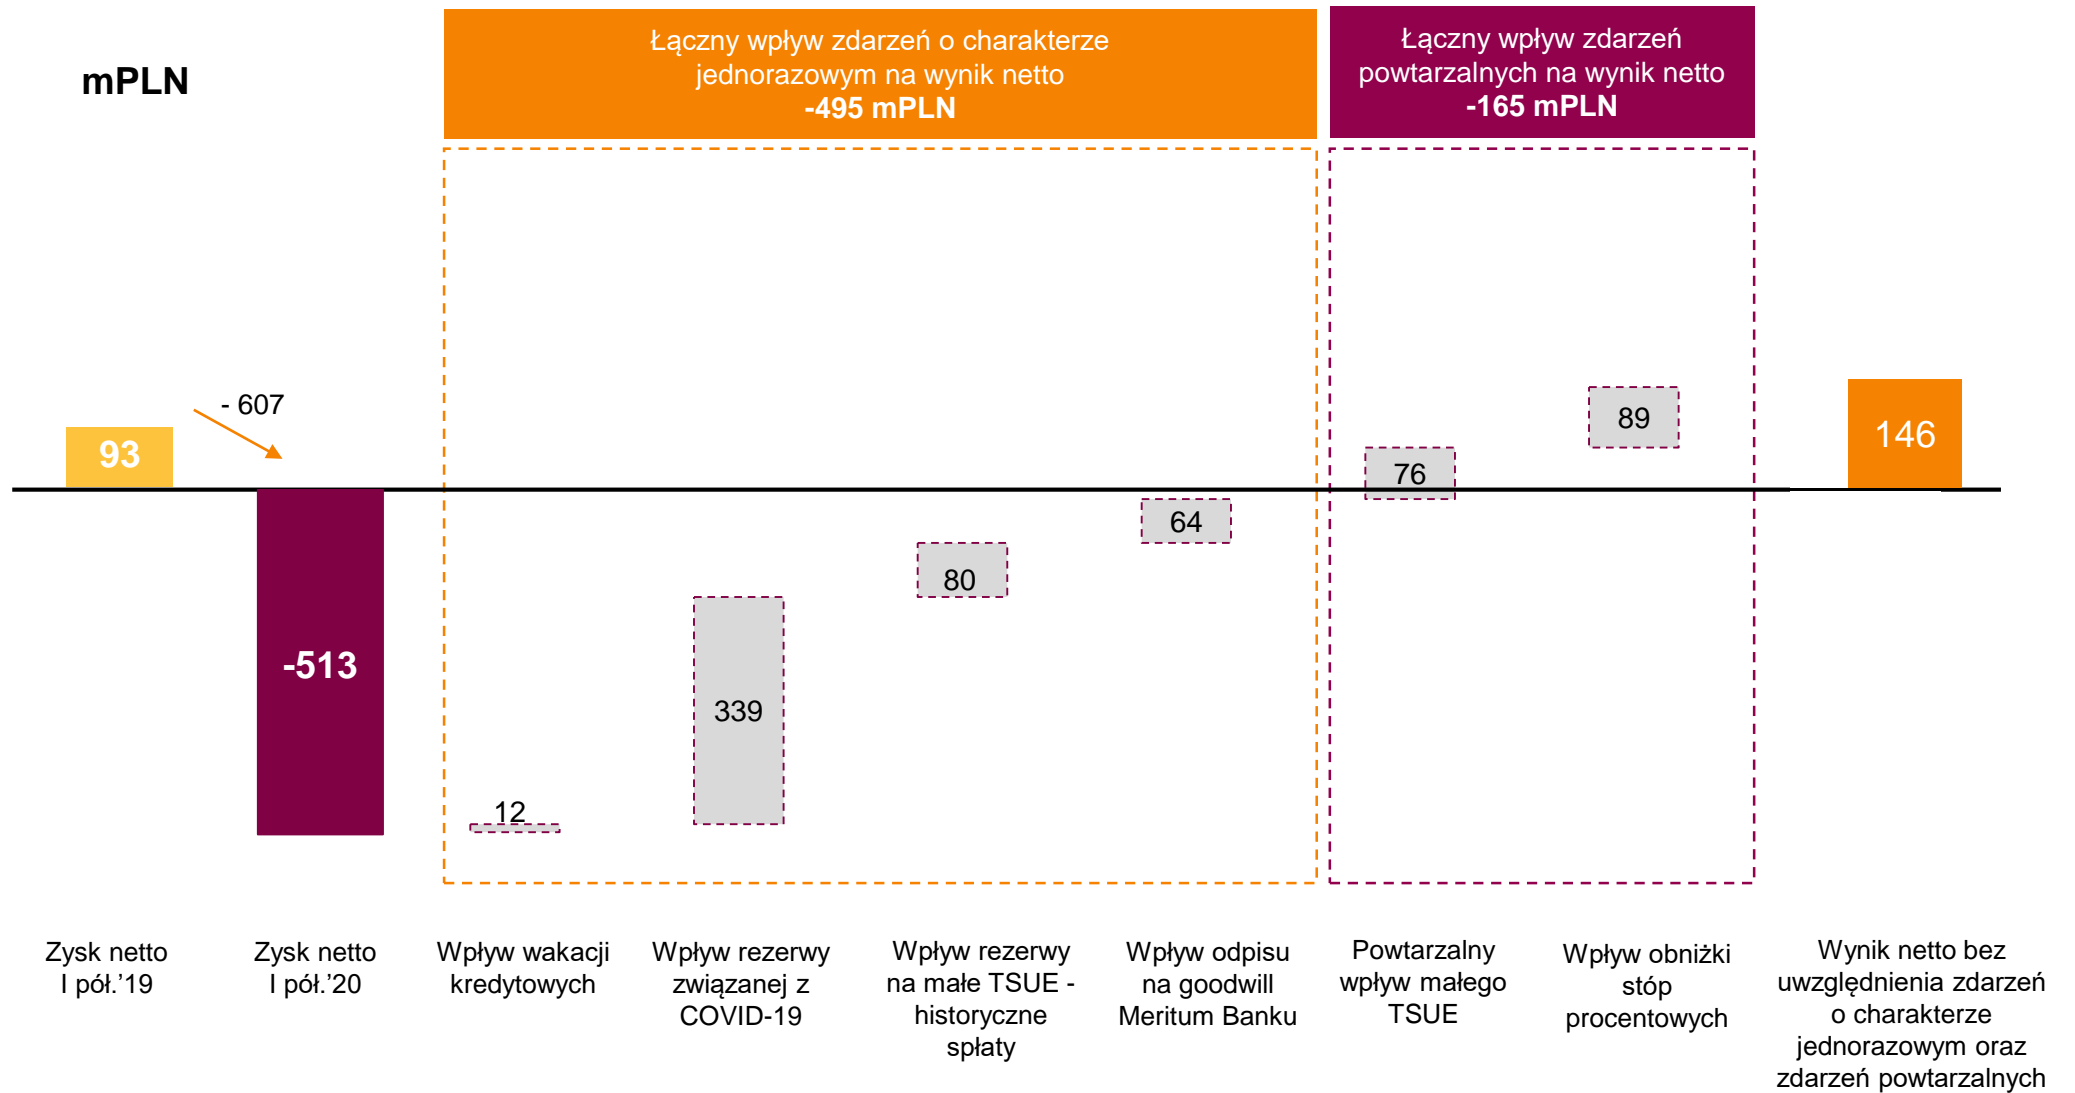 mPLN
Łączny wpływ zdarzeń o charakterze
jednorazowym na wynik netto
-495 mPLN
Łączny wpływ zdarzeń
powtarzalnych na wynik netto
-165 mPLN
- 607
93
-513
12
339
80
64
76
89
146
Zysk netto
I pół.'19
Zysk netto
I pół.'20
Wpływ wakacji
kredytowych
Wpływ rezerwy
związanej z
COVID-19
Wpływ rezerwy
na małe TSUE -
historyczne
spłaty
Wpływ odpisu
na goodwill
Meritum Banku
Powtarzalny
wpływ małego
TSUE
Wpływ obniżki
stóp
procentowych
Wynik netto bez
uwzględnienia zdarzeń
o charakterze
jednorazowym oraz
zdarzeń powtarzalnych